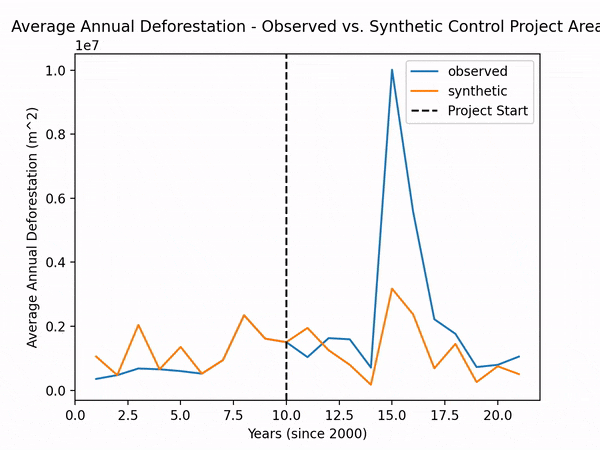 Average Annual Deforestation - Observed vs. Synthetic Control Project Area
1e7
observed
synthetic
Project Start
Average Annual Deforestation (m^2)
1.0
0.8
0.6
0.4
0.2
0.0
0.0 2.5 5.0 7.5 10.0 12.5 15.0 17.5 20.0
Years (since 2000)